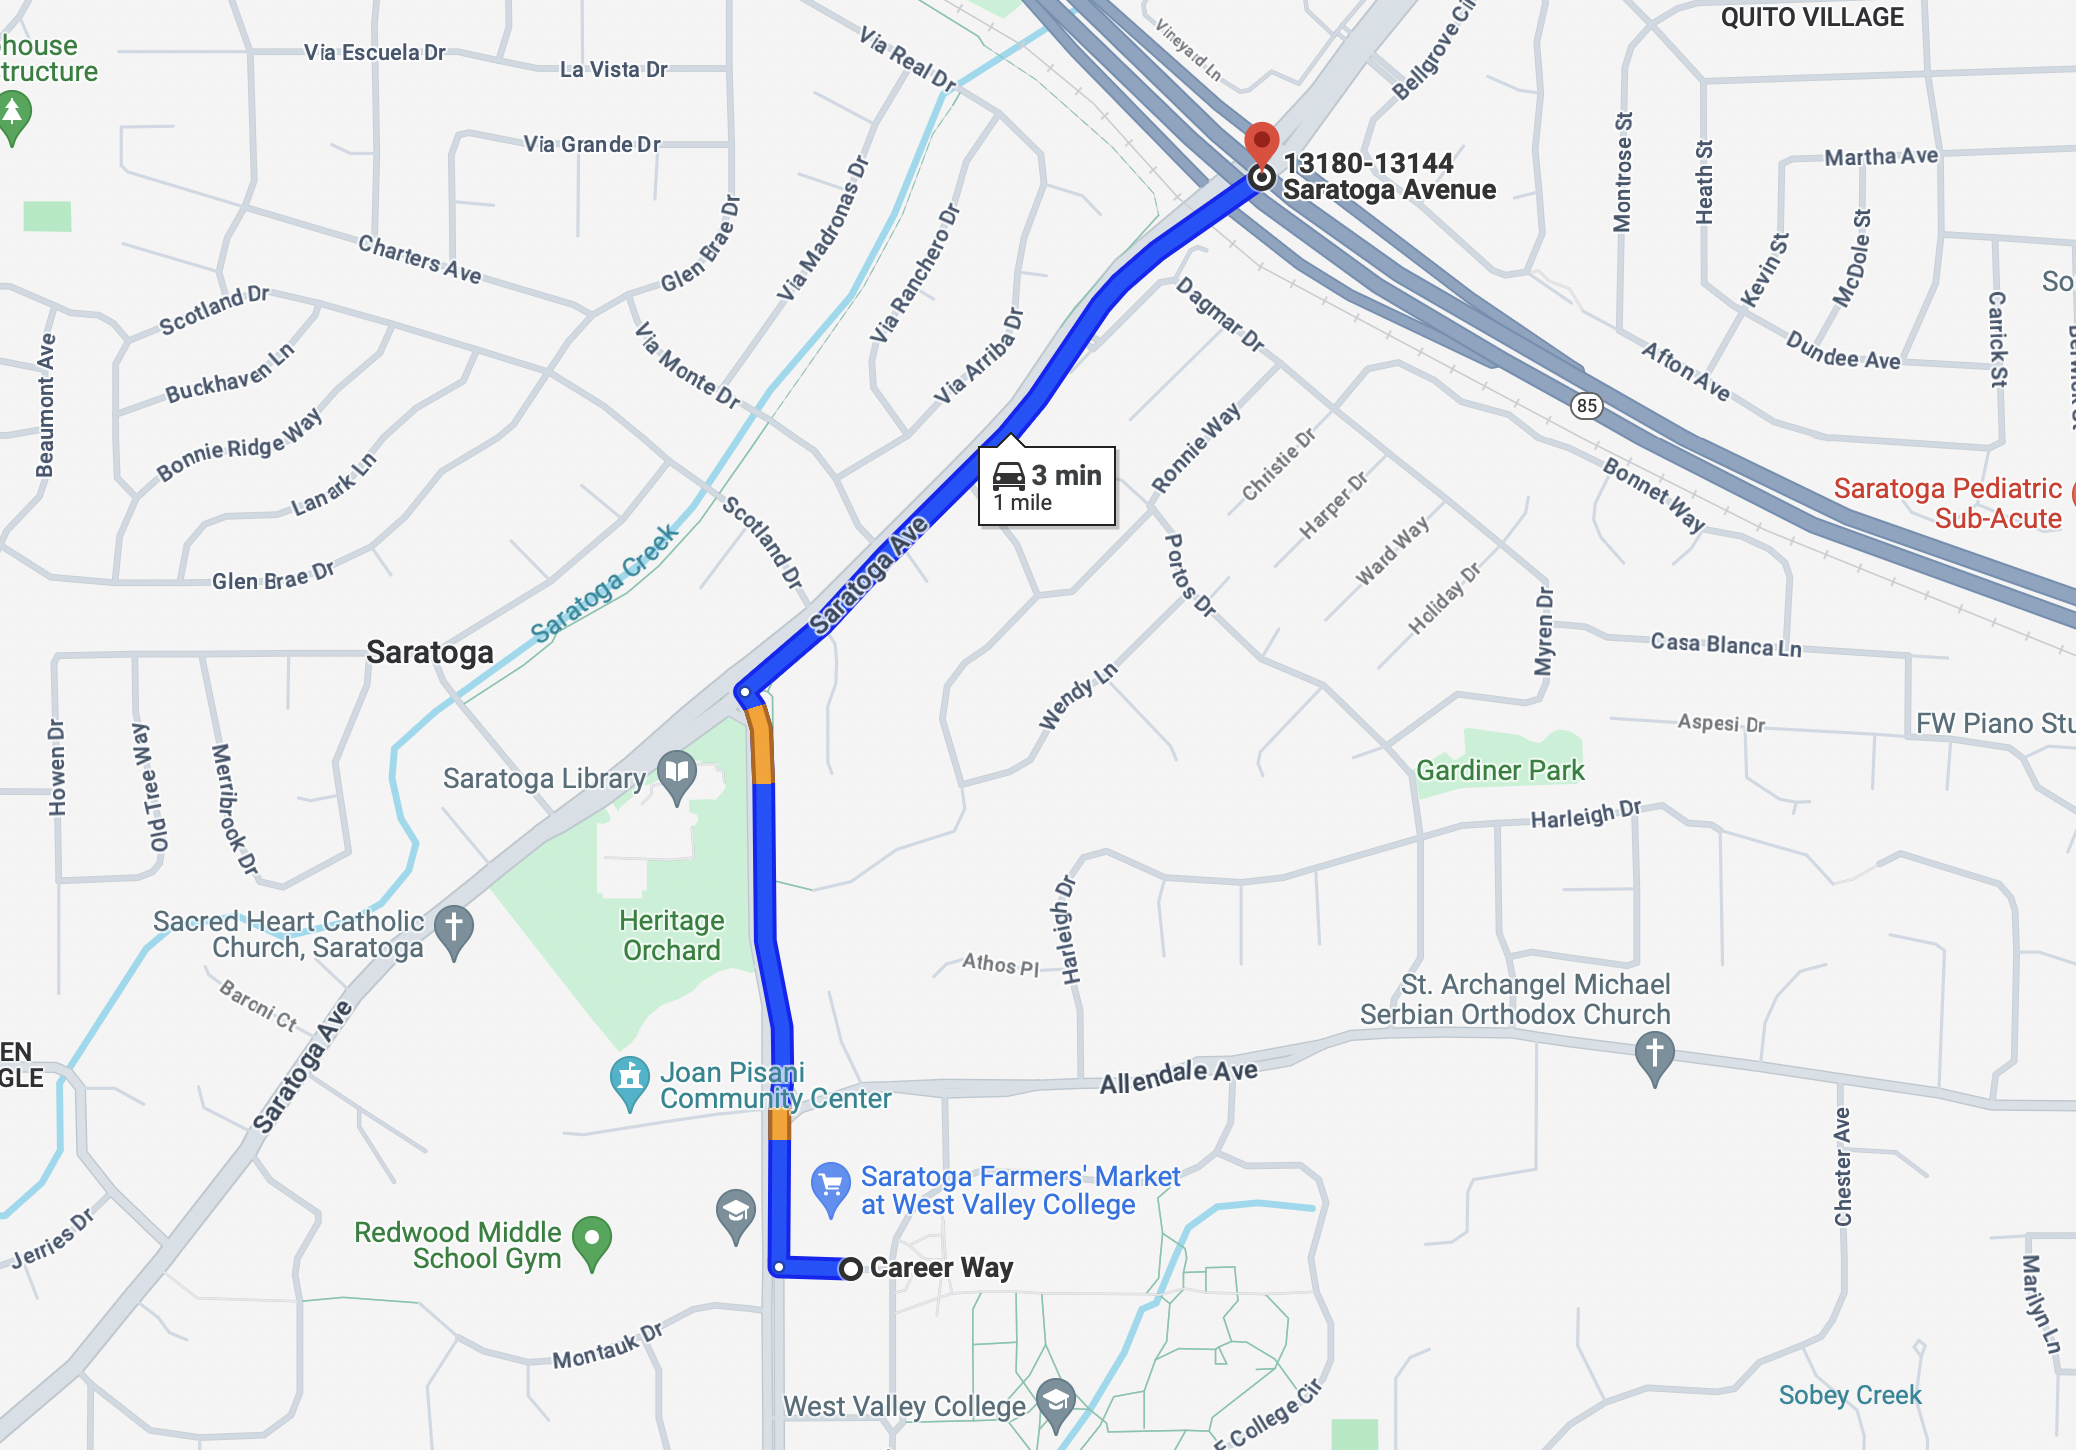 QUITO VILLAGE
house
tructure
Via Escuela Dr
La Vista Dr
Via Real Dr
Vineyard Ln
Bellgrove Cir
Via Grande Dr
Montrose St
Heath St
Martha Ave
13180-13144
Saratoga Avenue
Via Madronas Dr
Glen Brae Dr
Via Ranchero Dr
Charters Ave
Kevin St
McDole St
So
Scotland Dr
Dagmar Dr
Carrick St
Beaumont Ave
Buckhaven Ln
Via Monte Dr
Via Arriba Dr
Afton Ave
Dundee Ave
85
Bonnie Ridge Way
Lanark Ln
Ronnie Way
Christie Dr
Harper Dr
Ward Way
Holiday Dr
3 min
1 mile
Bonnet Way
Saratoga Pediatric
Sub-Acute
Scotland Dr
Saratoga Ave
Portos Dr
Glen Brae Dr
Saratoga Creek
Myren Dr
Casa Blanca Ln
Saratoga
Wendy Ln
Aspesi Dr
FW Piano Stu
Howen Dr
Old Tree Way
Merribrook Dr
Saratoga Library
Gardiner Park
Harleigh Dr
Sacred Heart Catholic
Church, Saratoga
Heritage
Orchard
Harleigh Dr
Athos Pl
Baroni Ct
St. Archangel Michael
Serbian Orthodox Church
EN
GLE
Saratoga Ave
Joan Pisani
Community Center
Allendale Ave
Chester Ave
Saratoga Farmers' Market
at West Valley College
Jerries Dr
Redwood Middle
School Gym
Career Way
Marilyn Ln
Montauk Dr
West Valley College
E College Cir
Sobey Creek